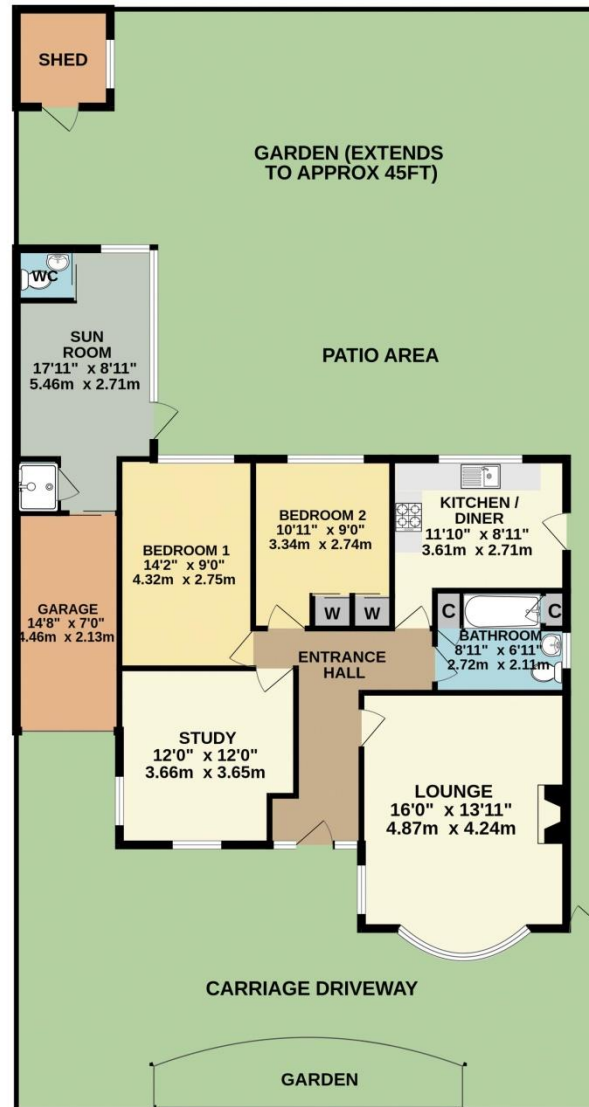 SHED
GARDEN (EXTENDS
TO APPROX 45FT)
WC
SUN
ROOM
17'11" x 8'11"
5.46m x 2.71m
PATIO AREA
BEDROOM 1
14'2" x 9'0"
4.32m x 2.75m
BEDROOM 2
10'11" x 9'0"
3.34m x 2.74m
KITCHEN /
DINER
11'10" x 8'11"
3.61m x 2.71m
W
W
C
C
BATHROOM
8'11" x 6'11"
2.72m x 2.11m
GARAGE
14'8" x 7'0"
4.46m x 2.13m
ENTRANCE
HALL
STUDY
12'0" x 12'0"
3.66m x 3.65m
LOUNGE
16'0" x 13'11"
4.87m x 4.24m
CARRIAGE DRIVEWAY
GARDEN